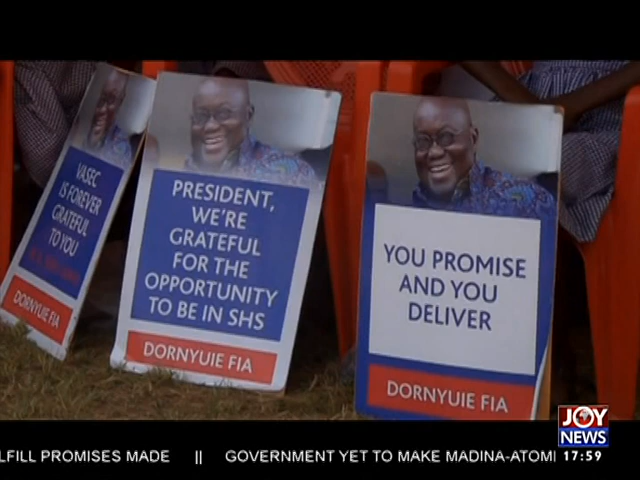 VASEC
IS FOREVER
GRATEFUL
TO YOU
DORNYUIE FIA
PRESIDENT,
WE'RE
GRATEFUL
FOR THE
OPPORTUNITY
TO BE IN SHS
DORNYUIE FIA
YOU PROMISE
AND YOU
DELIVER
DORNYUIE FIA
JOY
NEWS
LFILL PROMISES MADE || GOVERNMENT YET TO MAKE MADINA-ATOMI 17:59